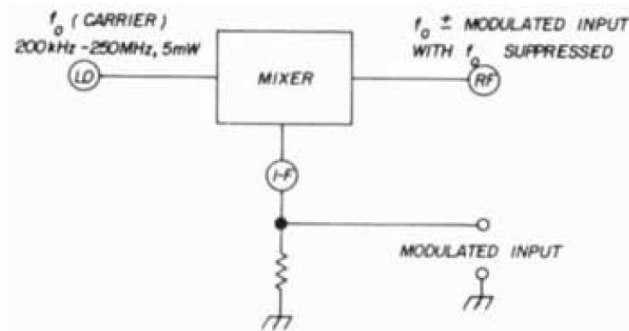 f₀ (CARRIER)
200kHz-250MHz, 5mW
LO
MIXER
f₀ ± MODULATED INPUT
WITH f₀ SUPPRESSED
RF
I-F
MODULATED INPUT